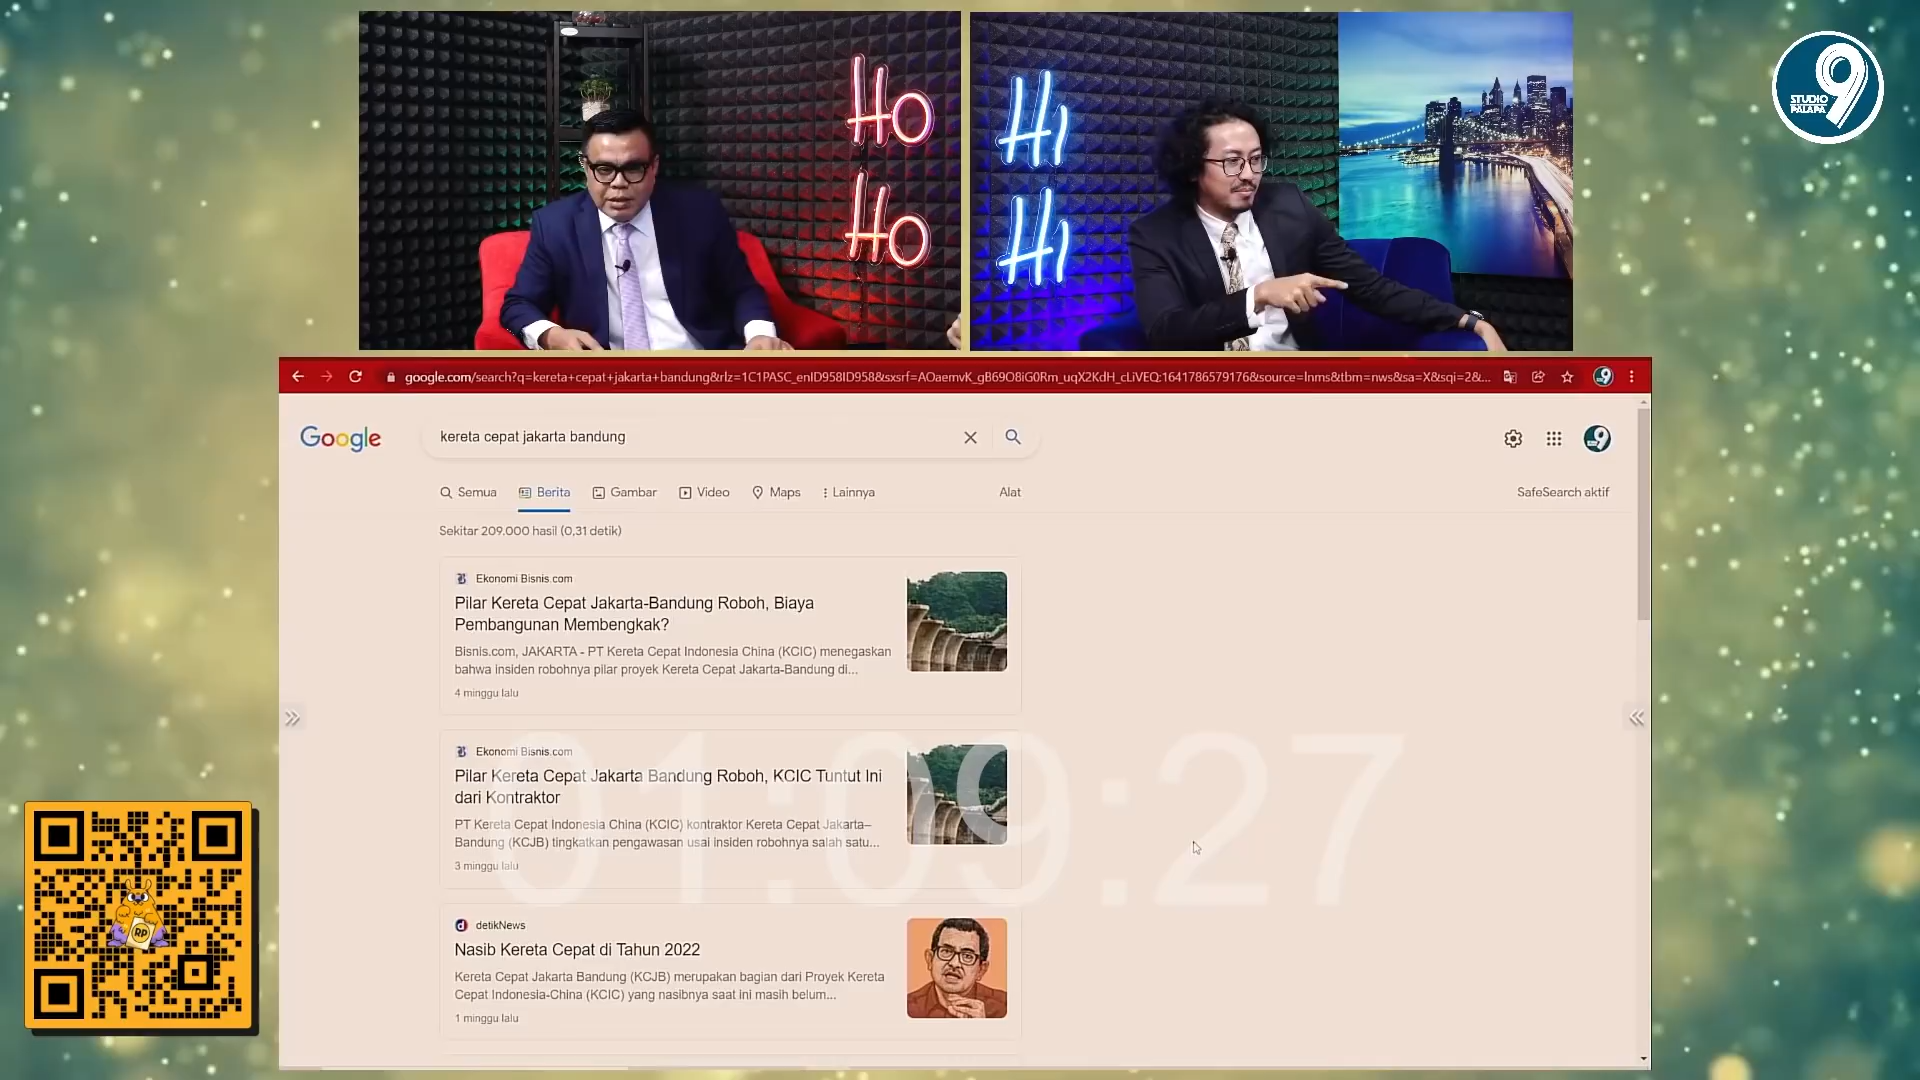 Ho
Ho
Hi
Hi
STUDIO
PALAPA
9
google.com/search?q=kereta+cepat+jakarta+bandung&rlz=1C1PASC_enID958ID958&sxsrf=AOaemvK_gB69O8iG0Rm_uqX2KdH_cLiVEQ:1641786579176&source=lnms&tbm=nws&sa=X&sqi=2&...
Google
kereta cepat jakarta bandung
Semua
Berita
Gambar
Video
Maps
Lainnya
Alat
SafeSearch aktif
Sekitar 209.000 hasil (0,31 detik)
Ekonomi Bisnis.com
Pilar Kereta Cepat Jakarta-Bandung Roboh, Biaya
Pembangunan Membengkak?
Bisnis.com, JAKARTA - PT Kereta Cepat Indonesia China (KCIC) menegaskan
bahwa insiden robohnya pilar proyek Kereta Cepat Jakarta-Bandung di...
4 minggu lalu
Ekonomi Bisnis.com
Pilar Kereta Cepat Jakarta Bandung Roboh, KCIC Tuntut Ini
dari Kontraktor
PT Kereta Cepat Indonesia China (KCIC) kontraktor Kereta Cepat Jakarta–
Bandung (KCJB) tingkatkan pengawasan usai insiden robohnya salah satu...
3 minggu lalu
01:09:27
detikNews
Nasib Kereta Cepat di Tahun 2022
Kereta Cepat Jakarta Bandung (KCJB) merupakan bagian dari Proyek Kereta
Cepat Indonesia-China (KCIC) yang nasibnya saat ini masih belum...
1 minggu lalu
RP